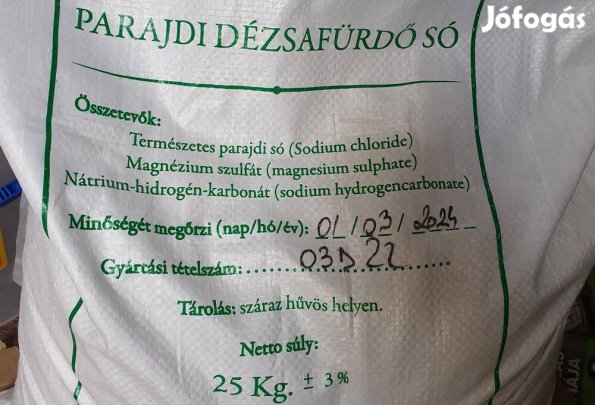 Jófogás
PARAJDI DÉZSAFÜRDŐ SÓ
Összetevők:
Természetes parajdi só (Sodium chloride)
Magnézium szulfát (magnesium sulphate)
Nátrium-hidrogén-karbonát (sodium hydrogencarbonate)
Minőségét megőrzi (nap/hó/év): 01/03/2024
Gyártási tételszám: 03D22
Tárolás: száraz hűvös helyen.
Netto súly:
25 Kg. ± 3%